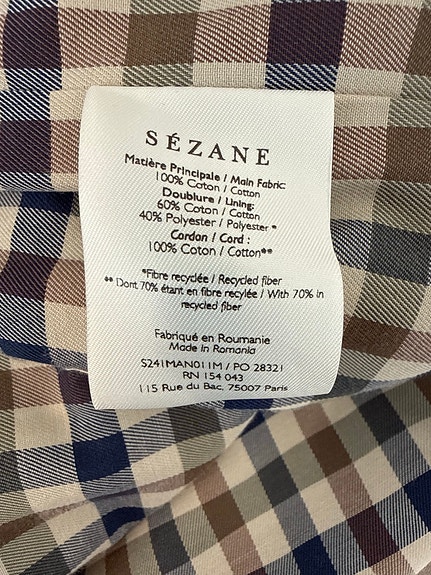 SÉZANE
Matière Principale / Main Fabric:
100% Coton / Cotton
Doublure / Lining:
60% Coton / Cotton
40% Polyester / Polyester *
Cordon / Cord :
100% Coton / Cotton**
*Fibre recyclée / Recycled fiber
** Dont 70% étant en fibre recylée / With 70% in
recycled fiber
Fabriqué en Roumanie
Made in Romania
S241MAN011M / PO 28321
RN 154 043
115 Rue du Bac, 75007 Paris